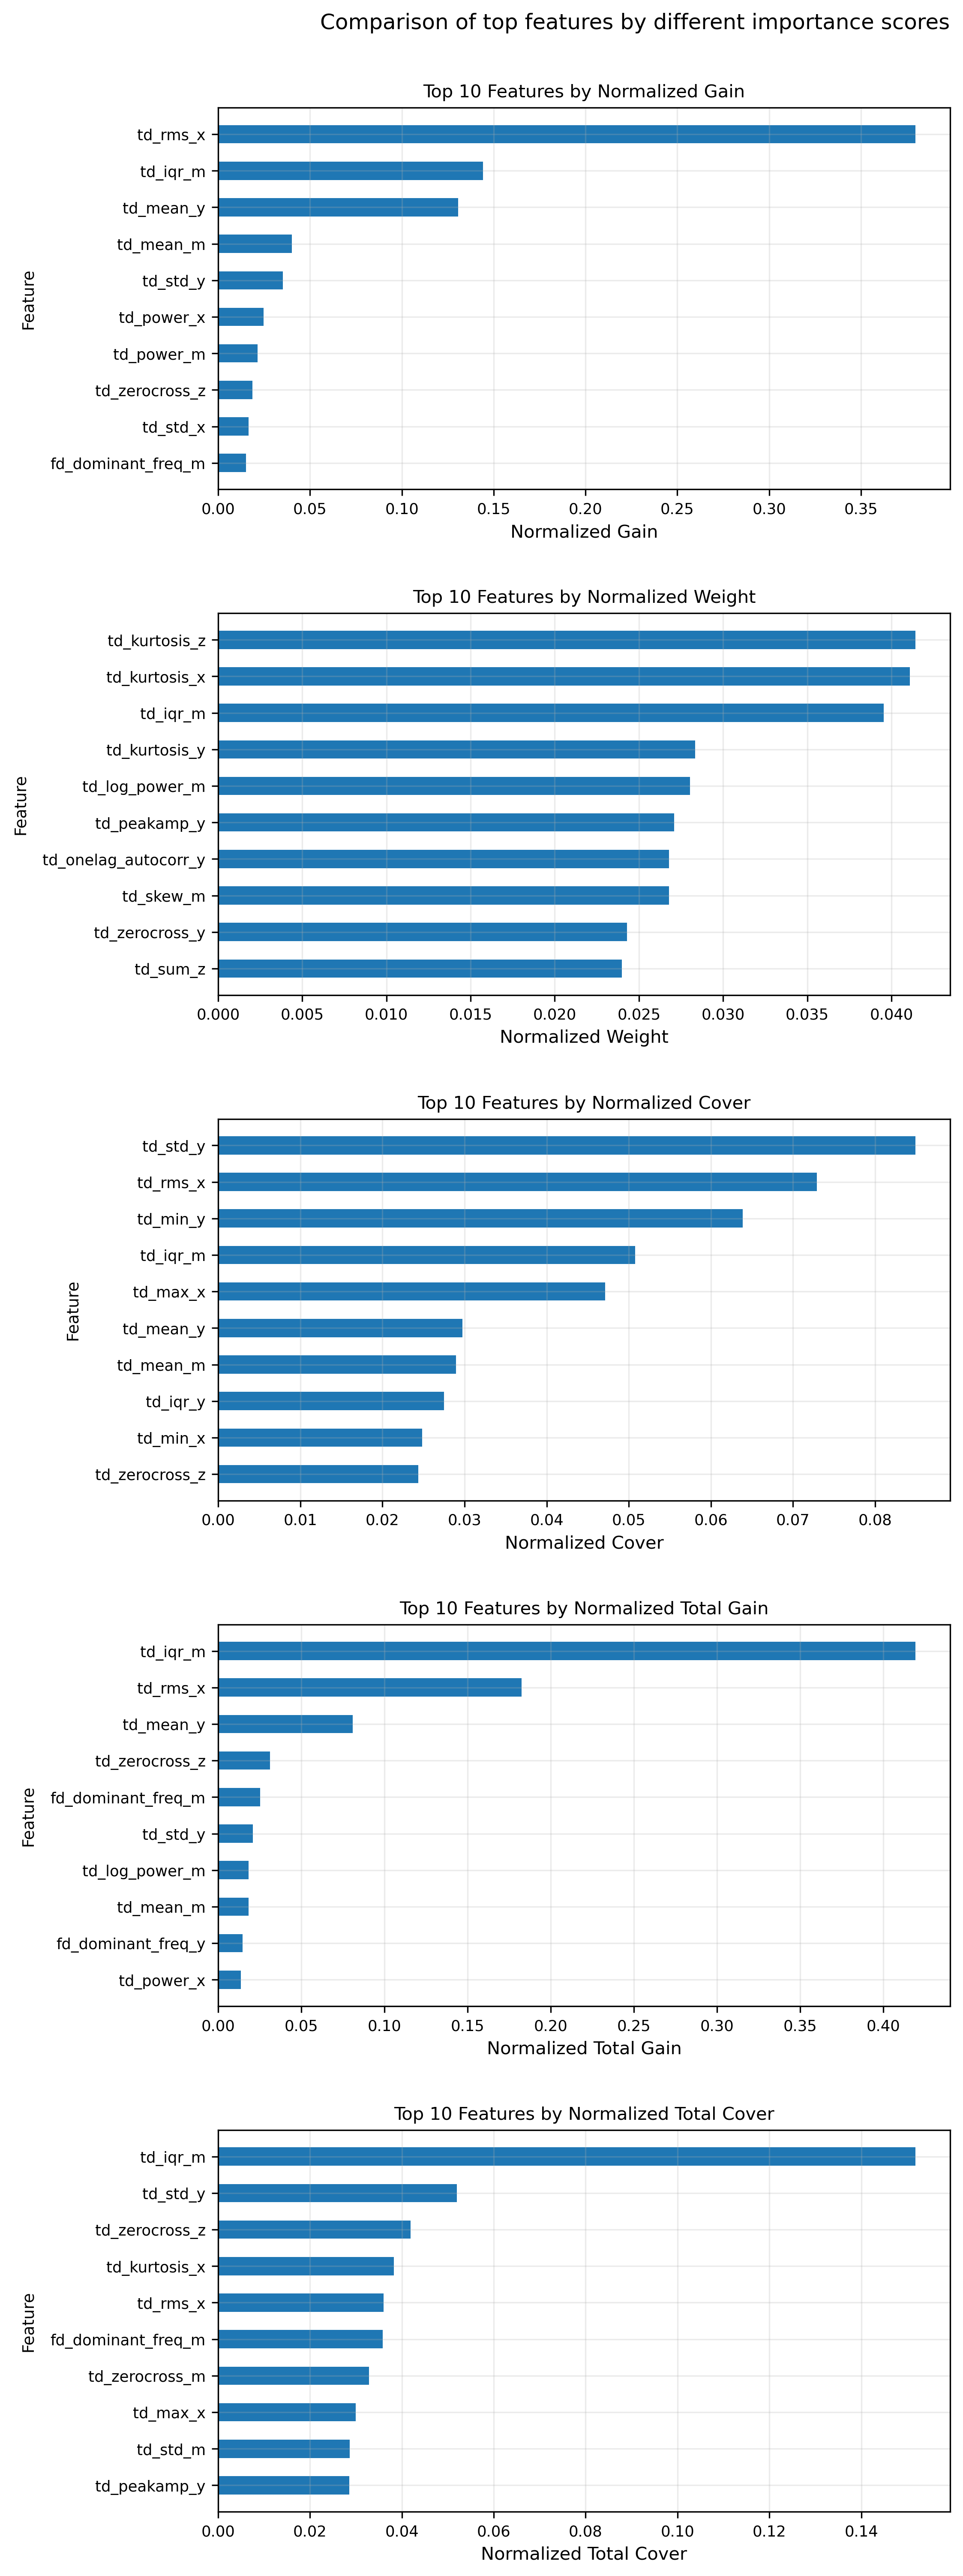 Comparison of top features by different importance scores
Top 10 Features by Normalized Gain
Feature
td_rms_x
td_iqr_m
td_mean_y
td_mean_m
td_std_y
td_power_x
td_power_m
td_zerocross_z
td_std_x
fd_dominant_freq_m
0.00 0.05 0.10 0.15 0.20 0.25 0.30 0.35
Normalized Gain
Top 10 Features by Normalized Weight
Feature
td_kurtosis_z
td_kurtosis_x
td_iqr_m
td_kurtosis_y
td_log_power_m
td_peakamp_y
td_onelag_autocorr_y
td_skew_m
td_zerocross_y
td_sum_z
0.000 0.005 0.010 0.015 0.020 0.025 0.030 0.035 0.040
Normalized Weight
Top 10 Features by Normalized Cover
Feature
td_std_y
td_rms_x
td_min_y
td_iqr_m
td_max_x
td_mean_y
td_mean_m
td_iqr_y
td_min_x
td_zerocross_z
0.00 0.01 0.02 0.03 0.04 0.05 0.06 0.07 0.08
Normalized Cover
Top 10 Features by Normalized Total Gain
Feature
td_iqr_m
td_rms_x
td_mean_y
td_zerocross_z
fd_dominant_freq_m
td_std_y
td_log_power_m
td_mean_m
fd_dominant_freq_y
td_power_x
0.00 0.05 0.10 0.15 0.20 0.25 0.30 0.35 0.40
Normalized Total Gain
Top 10 Features by Normalized Total Cover
Feature
td_iqr_m
td_std_y
td_zerocross_z
td_kurtosis_x
td_rms_x
fd_dominant_freq_m
td_zerocross_m
td_max_x
td_std_m
td_peakamp_y
0.00 0.02 0.04 0.06 0.08 0.10 0.12 0.14
Normalized Total Cover